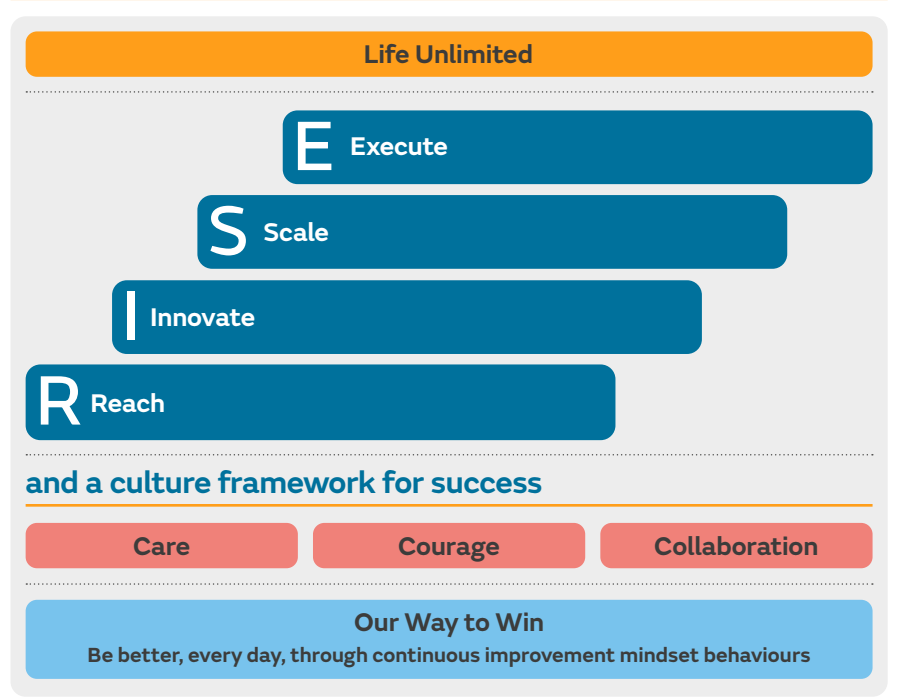 Life Unlimited
E Execute
S Scale
I Innovate
R Reach
and a culture framework for success
Care Courage Collaboration
Our Way to Win
Be better, every day, through continuous improvement mindset behaviours